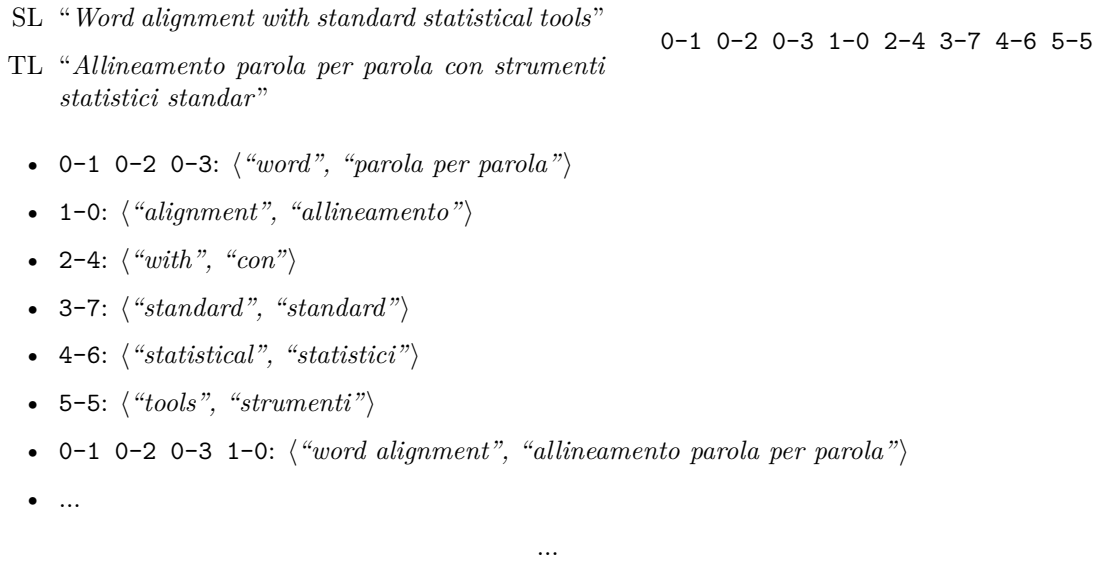 SL “Word alignment with standard statistical tools”
0-1 0-2 0-3 1-0 2-4 3-7 4-6 5-5
TL “Allineamento parola per parola con strumenti
statistici standar”
• 0-1 0-2 0-3: ⟨“word”, “parola per parola”⟩
• 1-0: ⟨“alignment”, “allineamento”⟩
• 2-4: ⟨“with”, “con”⟩
• 3-7: ⟨“standard”, “standard”⟩
• 4-6: ⟨“statistical”, “statistici”⟩
• 5-5: ⟨“tools”, “strumenti”⟩
• 0-1 0-2 0-3 1-0: ⟨“word alignment”, “allineamento parola per parola”⟩
• ...
...